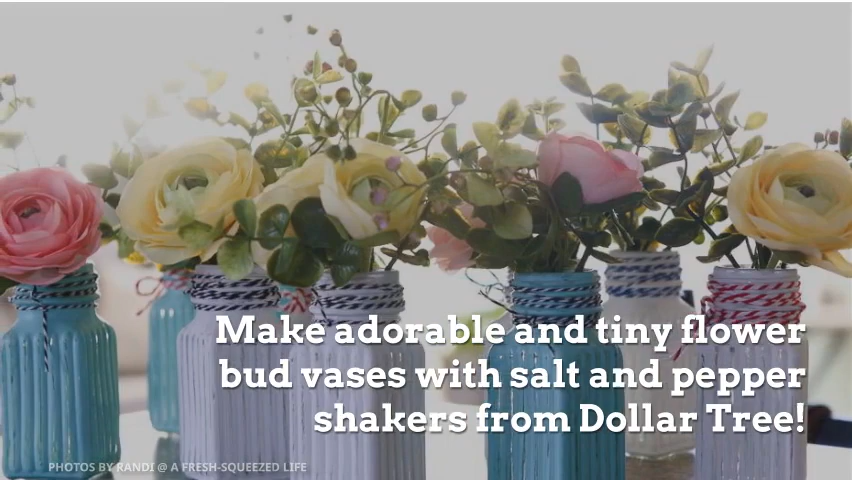 Make adorable and tiny flower
bud vases with salt and pepper
shakers from Dollar Tree!
PHOTOS BY RANDI @ A FRESH-SQUEEZED LIFE